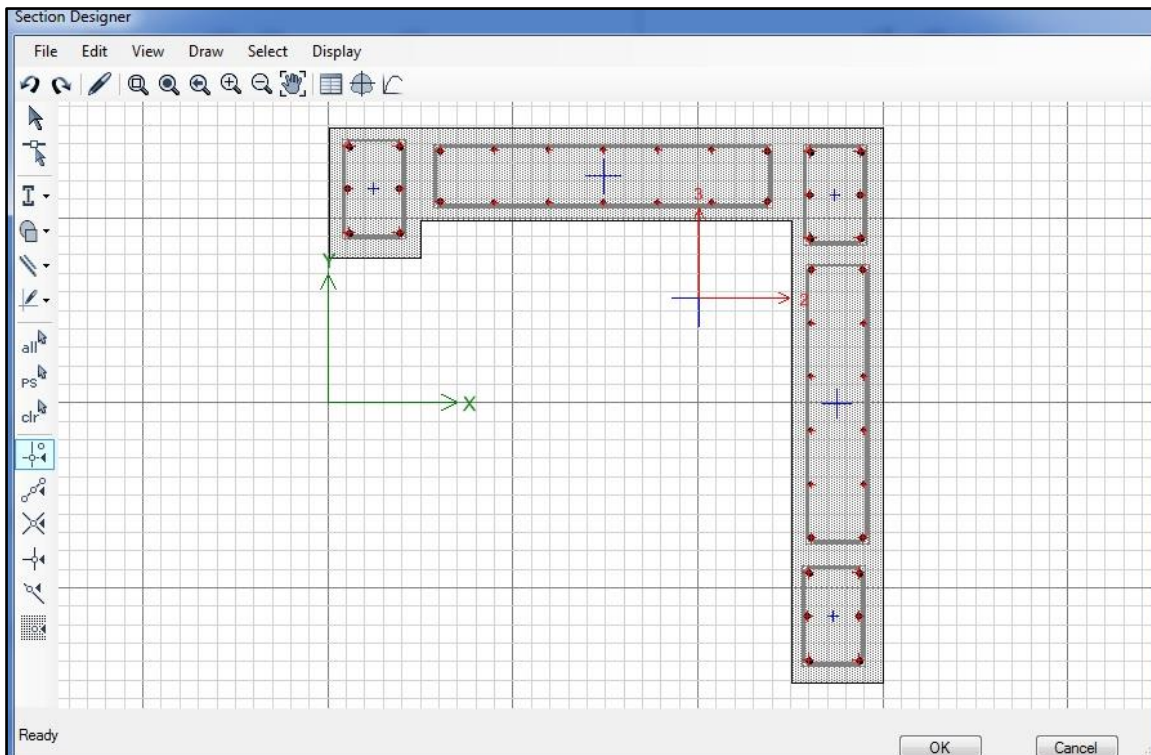 Section Designer
File Edit View Draw Select Display
all
PS
clr
3
2
Y
X
Ready
OK Cancel